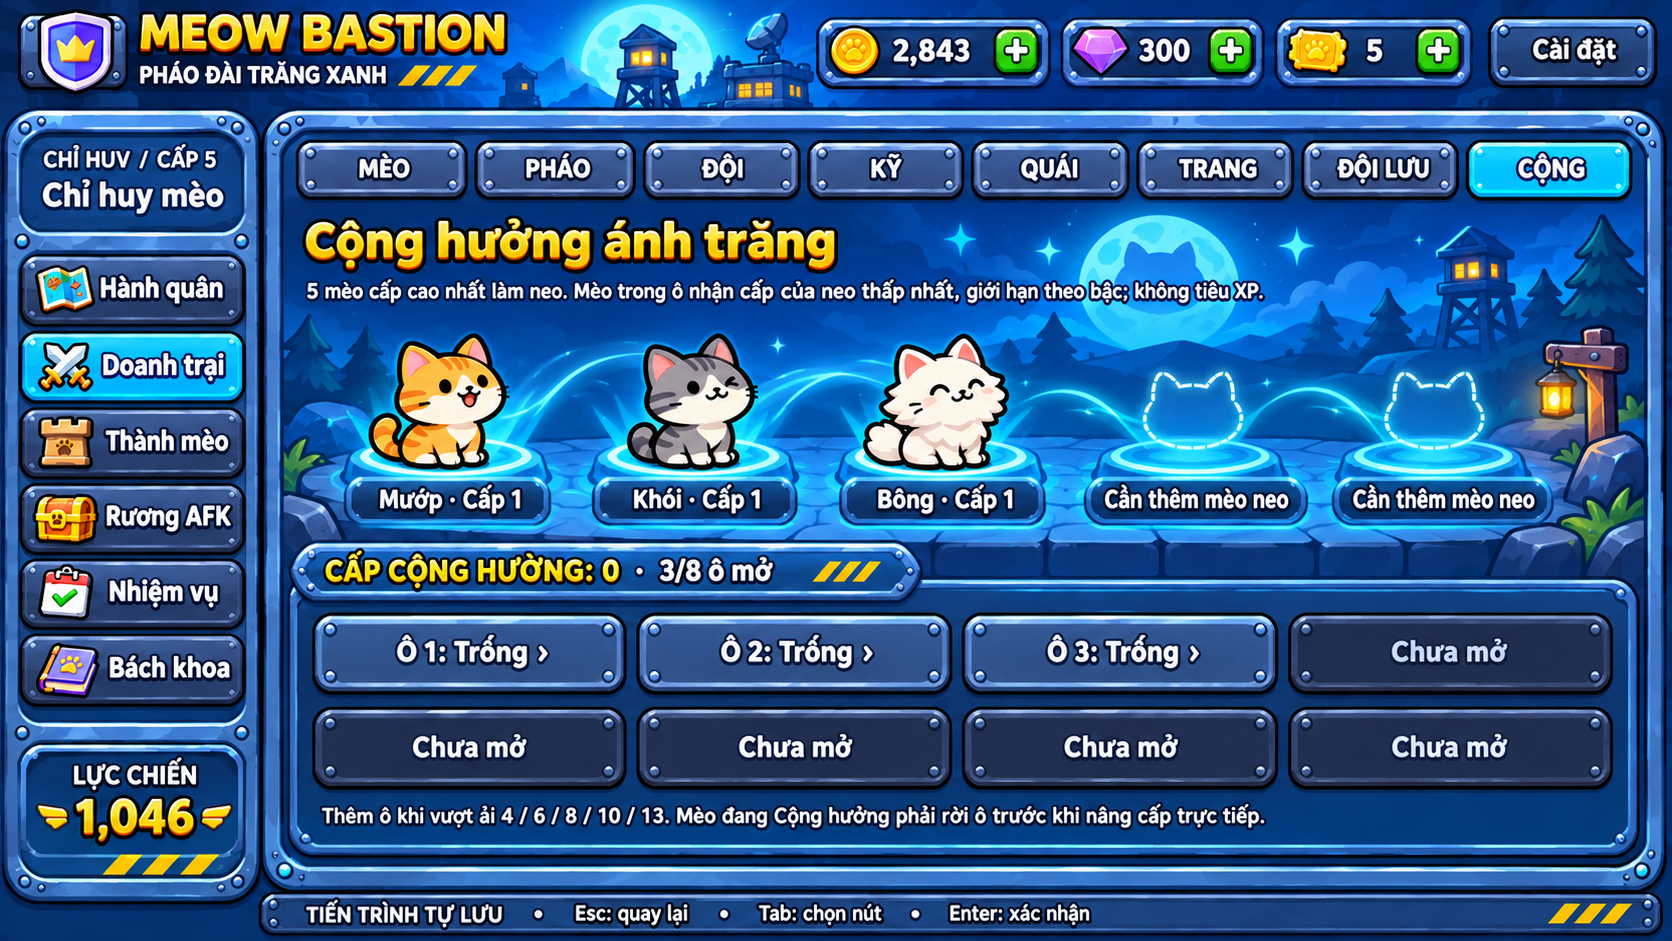 MEOW BASTION
PHÁO ĐÀI TRĂNG XANH
2,843
300
5
Cài đặt
CHỈ HUV / CẤP 5
Chỉ huy mèo
Hành quân
Doanh trại
Thành mèo
Rương AFK
Nhiệm vụ
Bách khoa
LỰC CHIẾN
1,046
MÈO
PHÁO
ĐỘI
KỸ
QUÁI
TRANG
ĐỘI LƯU
CỘNG
Cộng hưởng ánh trăng
5 mèo cấp cao nhất làm neo. Mèo trong ô nhận cấp của neo thấp nhất, giới hạn theo bậc; không tiêu XP.
Mướp · Cấp 1
Khói · Cấp 1
Bông · Cấp 1
Cần thêm mèo neo
Cần thêm mèo neo
CẤP CỘNG HƯỜNG: 0 · 3/8 ô mở
Ô 1: Trống ›
Ô 2: Trống ›
Ô 3: Trống ›
Chưa mở
Chưa mở
Chưa mở
Chưa mở
Chưa mở
Thêm ô khi vượt ải 4 / 6 / 8 / 10 / 13. Mèo đang Cộng hưởng phải rời ô trước khi nâng cấp trực tiếp.
TIẾN TRÌNH TỰ LƯU • Esc: quay lại • Tab: chọn nút • Enter: xác nhận